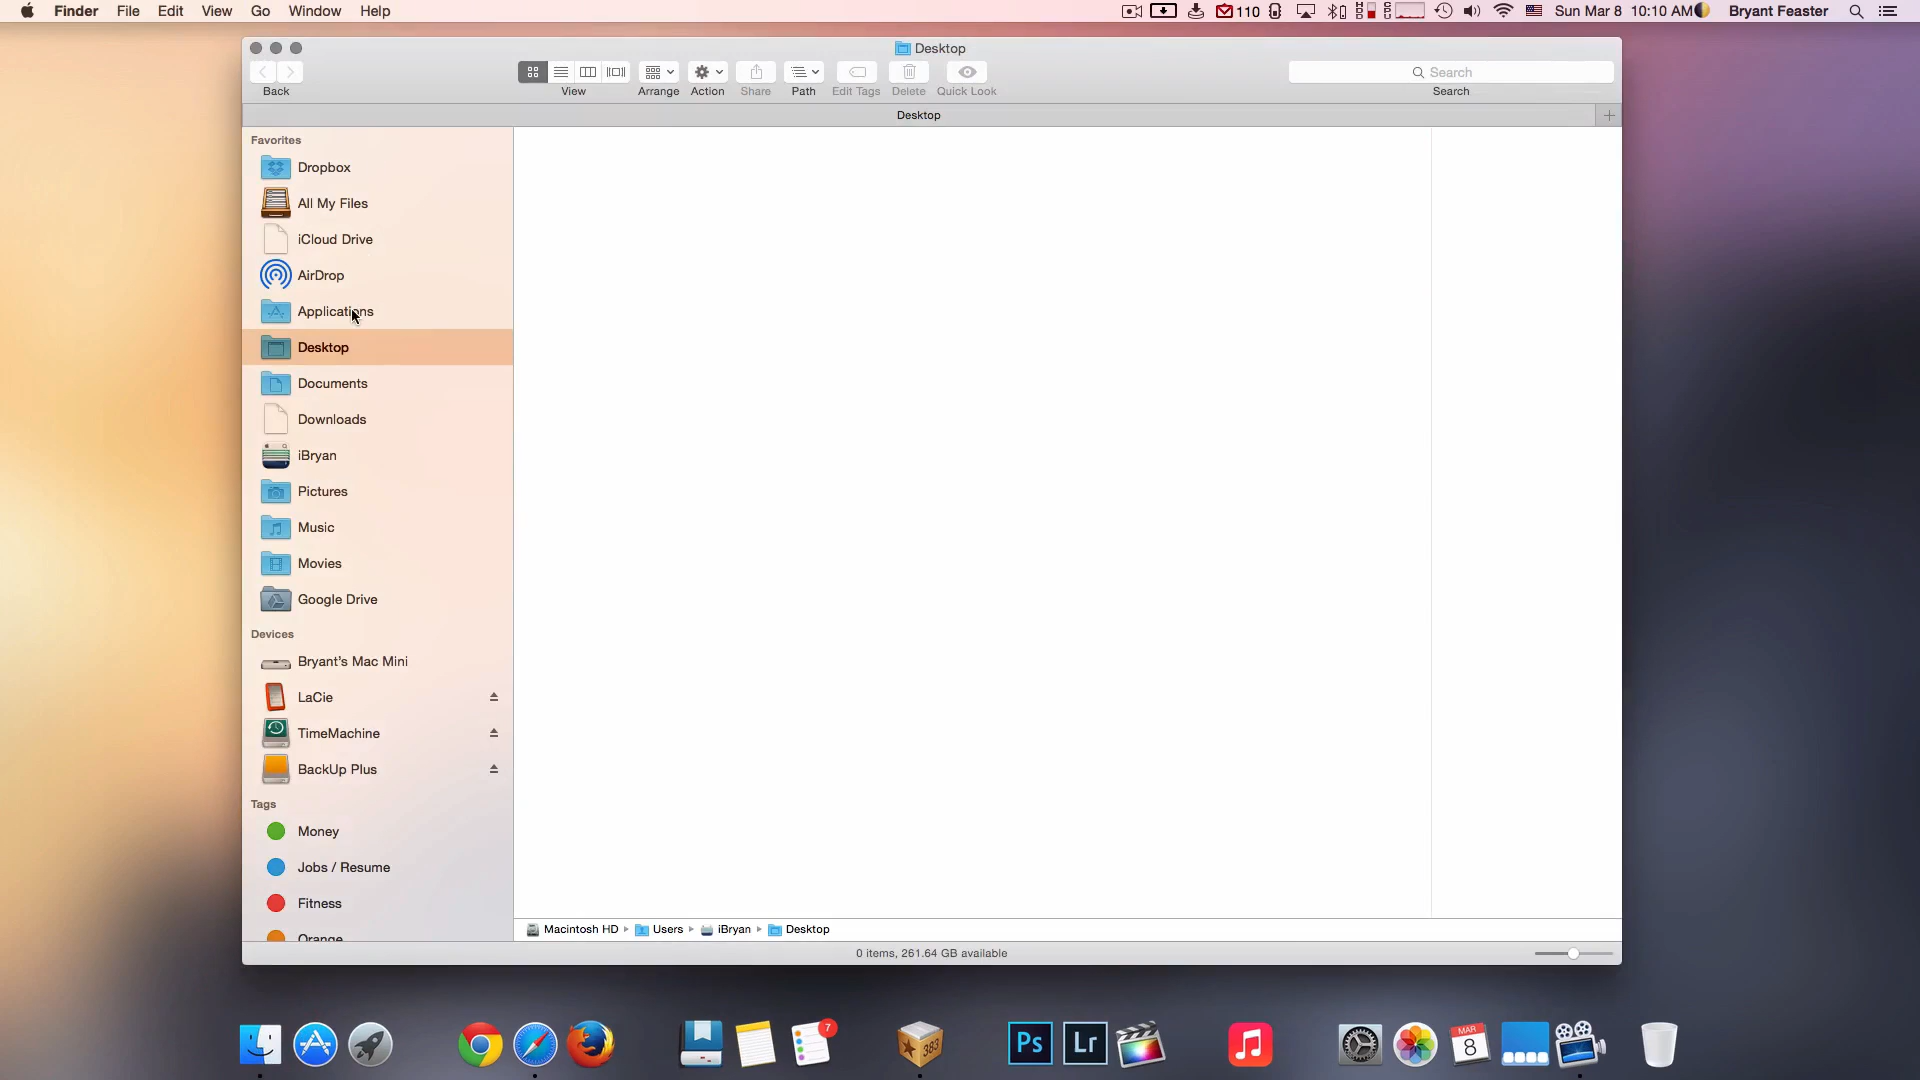 Finder File Edit View Go Window Help
110 Sun Mar 8 10:10 AM Bryant Feaster
Desktop
Search
Back View Arrange Action Share Path Edit Tags Delete Quick Look Search
Desktop
Favorites
Dropbox
All My Files
iCloud Drive
AirDrop
Applications
Desktop
Documents
Downloads
iBryan
Pictures
Music
Movies
Google Drive
Devices
Bryant's Mac Mini
LaCie
TimeMachine
BackUp Plus
Tags
Money
Jobs / Resume
Fitness
Orange
Macintosh HD Users iBryan Desktop
0 items, 261.64 GB available
7
383
Ps
Lr
MAR
8